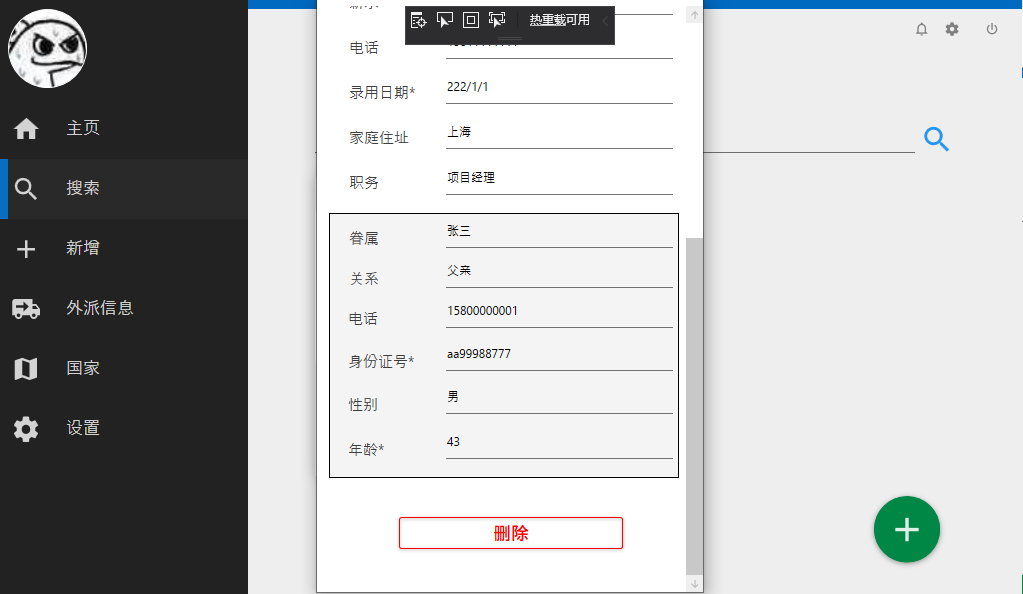 热重载可用
电话
录用日期* 222/1/1
家庭住址 上海
职务 项目经理
眷属 张三
关系 父亲
电话 15800000001
身份证号* aa99988777
性别 男
年龄* 43
删除
主页
搜索
新增
外派信息
国家
设置